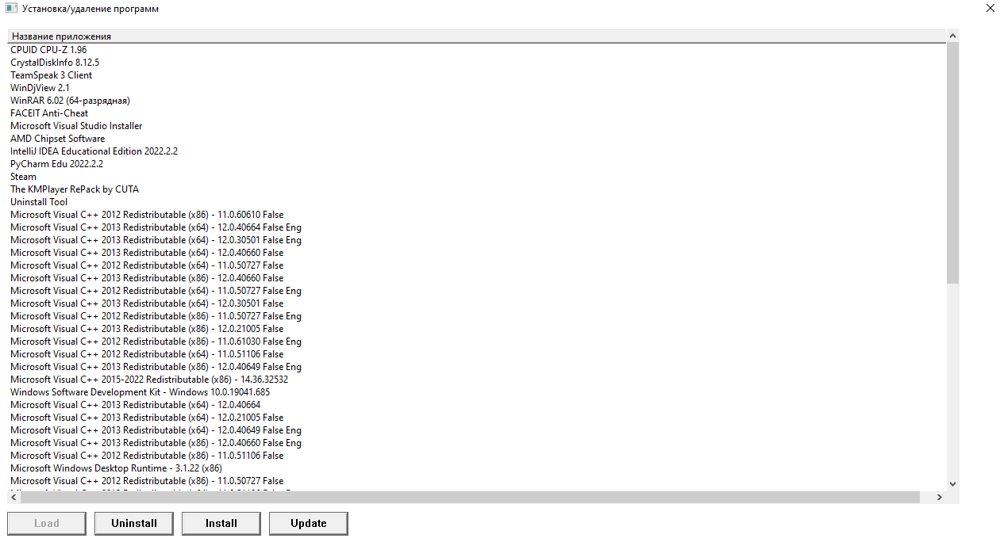 Установка/удаление программ
Название приложения
CPUID CPU-Z 1.96
CrystalDiskInfo 8.12.5
TeamSpeak 3 Client
WinDjView 2.1
WinRAR 6.02 (64-разрядная)
FACEIT Anti-Cheat
Microsoft Visual Studio Installer
AMD Chipset Software
IntelliJ IDEA Educational Edition 2022.2.2
PyCharm Edu 2022.2.2
Steam
The KMPlayer RePack by CUTA
Uninstall Tool
Microsoft Visual C++ 2012 Redistributable (x86) - 11.0.60610 False
Microsoft Visual C++ 2013 Redistributable (x64) - 12.0.40664 False Eng
Microsoft Visual C++ 2013 Redistributable (x64) - 12.0.30501 False Eng
Microsoft Visual C++ 2013 Redistributable (x64) - 12.0.40660 False
Microsoft Visual C++ 2012 Redistributable (x64) - 11.0.50727 False
Microsoft Visual C++ 2013 Redistributable (x86) - 12.0.40660 False
Microsoft Visual C++ 2012 Redistributable (x64) - 11.0.50727 False Eng
Microsoft Visual C++ 2013 Redistributable (x64) - 12.0.30501 False
Microsoft Visual C++ 2012 Redistributable (x86) - 11.0.50727 False Eng
Microsoft Visual C++ 2013 Redistributable (x86) - 12.0.21005 False
Microsoft Visual C++ 2012 Redistributable (x86) - 11.0.61030 False Eng
Microsoft Visual C++ 2012 Redistributable (x64) - 11.0.51106 False
Microsoft Visual C++ 2013 Redistributable (x86) - 12.0.40649 False Eng
Microsoft Visual C++ 2015-2022 Redistributable (x86) - 14.36.32532
Windows Software Development Kit - Windows 10.0.19041.685
Microsoft Visual C++ 2013 Redistributable (x64) - 12.0.40664
Microsoft Visual C++ 2013 Redistributable (x64) - 12.0.21005 False
Microsoft Visual C++ 2013 Redistributable (x64) - 12.0.40649 False Eng
Microsoft Visual C++ 2013 Redistributable (x86) - 12.0.40660 False Eng
Microsoft Visual C++ 2012 Redistributable (x86) - 11.0.51106 False
Microsoft Windows Desktop Runtime - 3.1.22 (x86)
Microsoft Visual C++ 2012 Redistributable (x86) - 11.0.50727 False
Load Uninstall Install Update